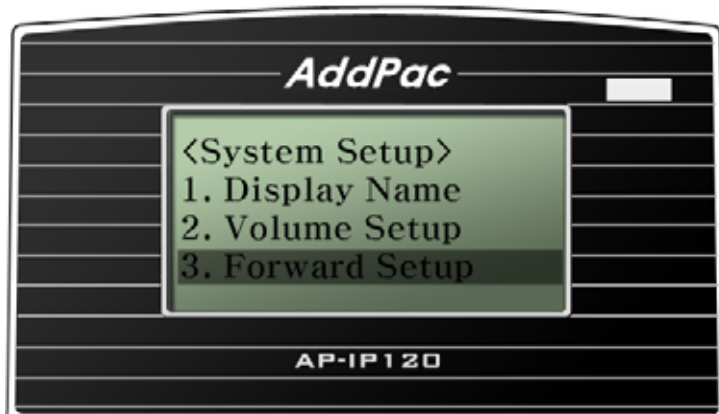 AddPac
<System Setup>
1. Display Name
2. Volume Setup
3. Forward Setup
AP-IP120